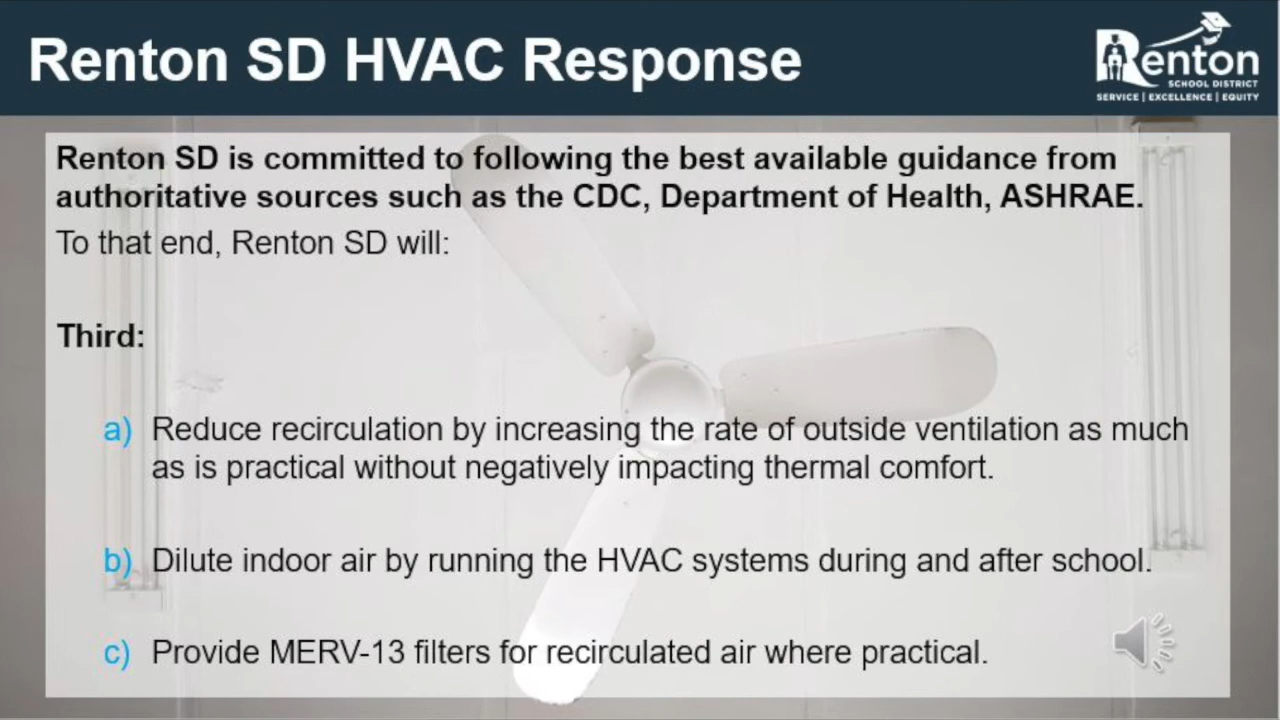 Renton SD HVAC Response
Renton
SCHOOL DISTRICT
SERVICE | EXCELLENCE | EQUITY
Renton SD is committed to following the best available guidance from
authoritative sources such as the CDC, Department of Health, ASHRAE.
To that end, Renton SD will:
Third:
a) Reduce recirculation by increasing the rate of outside ventilation as much
as is practical without negatively impacting thermal comfort.
b) Dilute indoor air by running the HVAC systems during and after school.
c) Provide MERV-13 filters for recirculated air where practical.